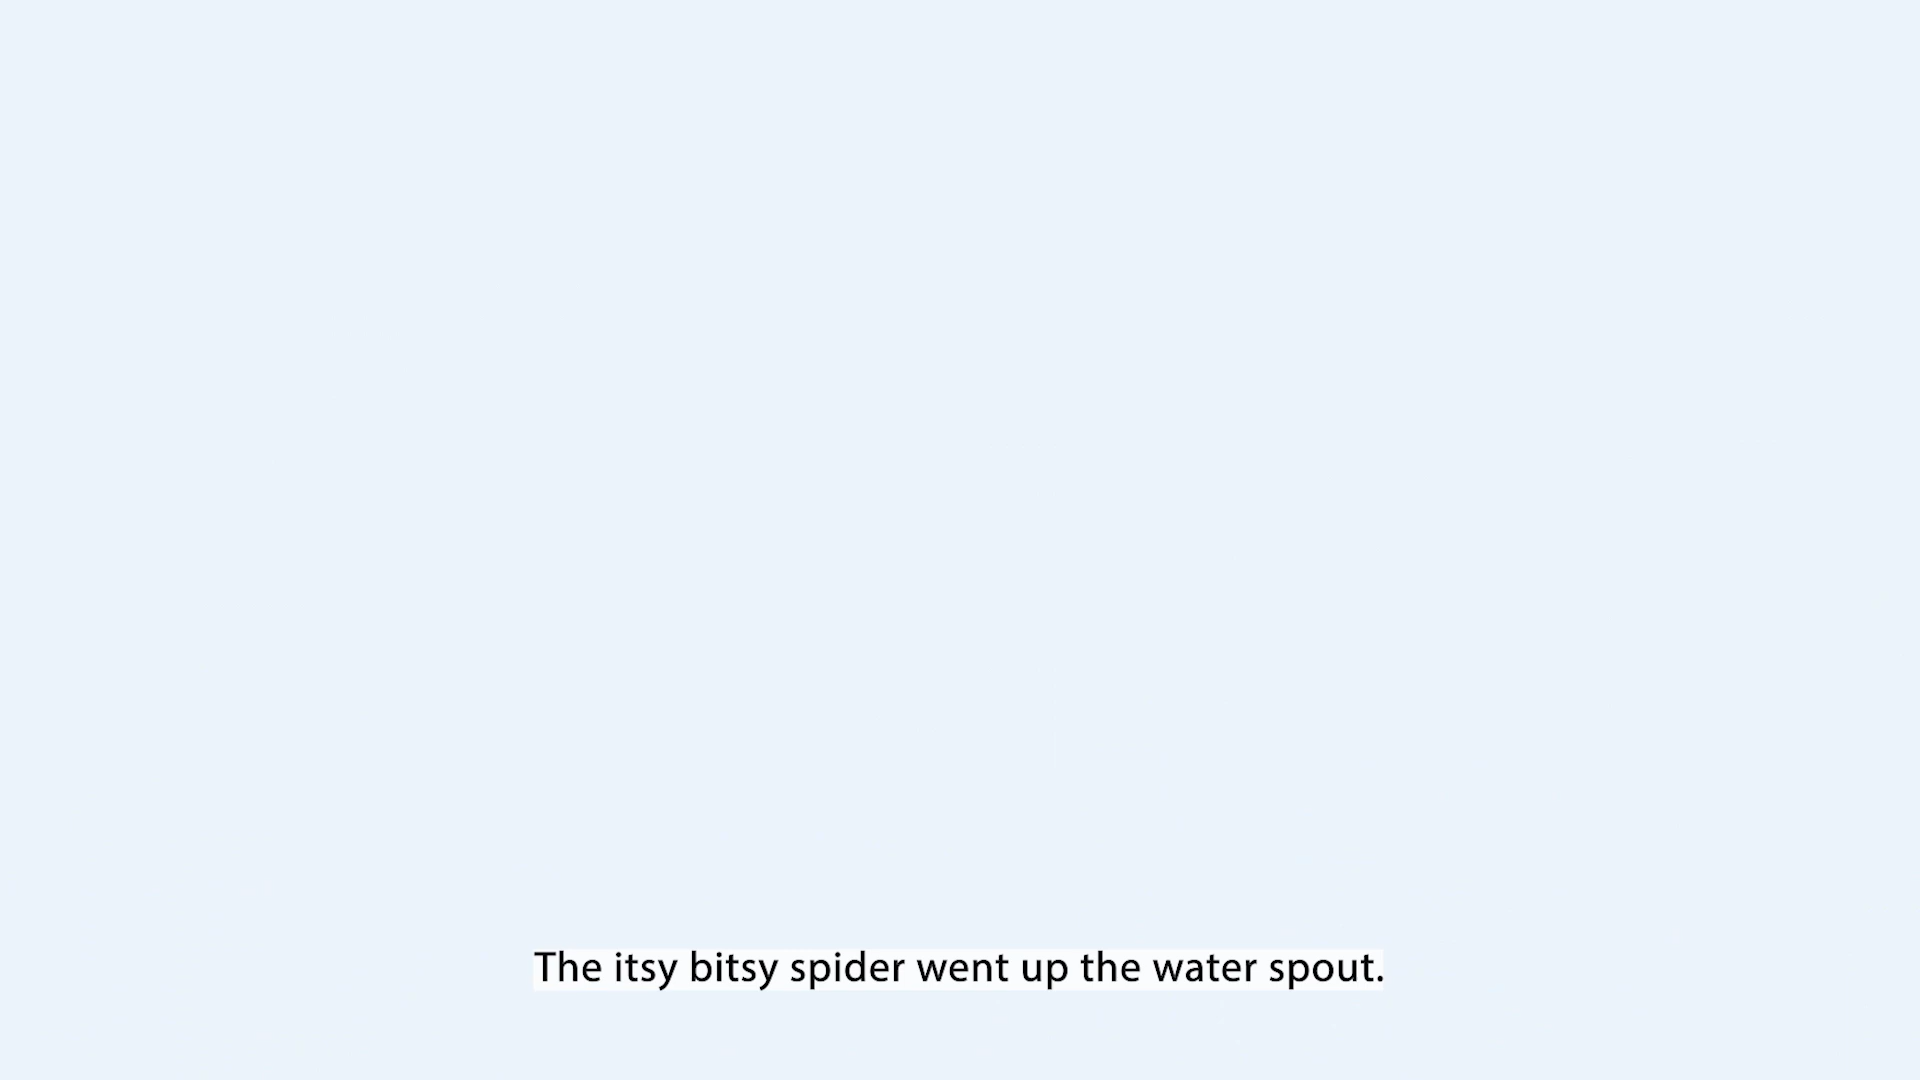 The itsy bitsy spider went up the water spout.